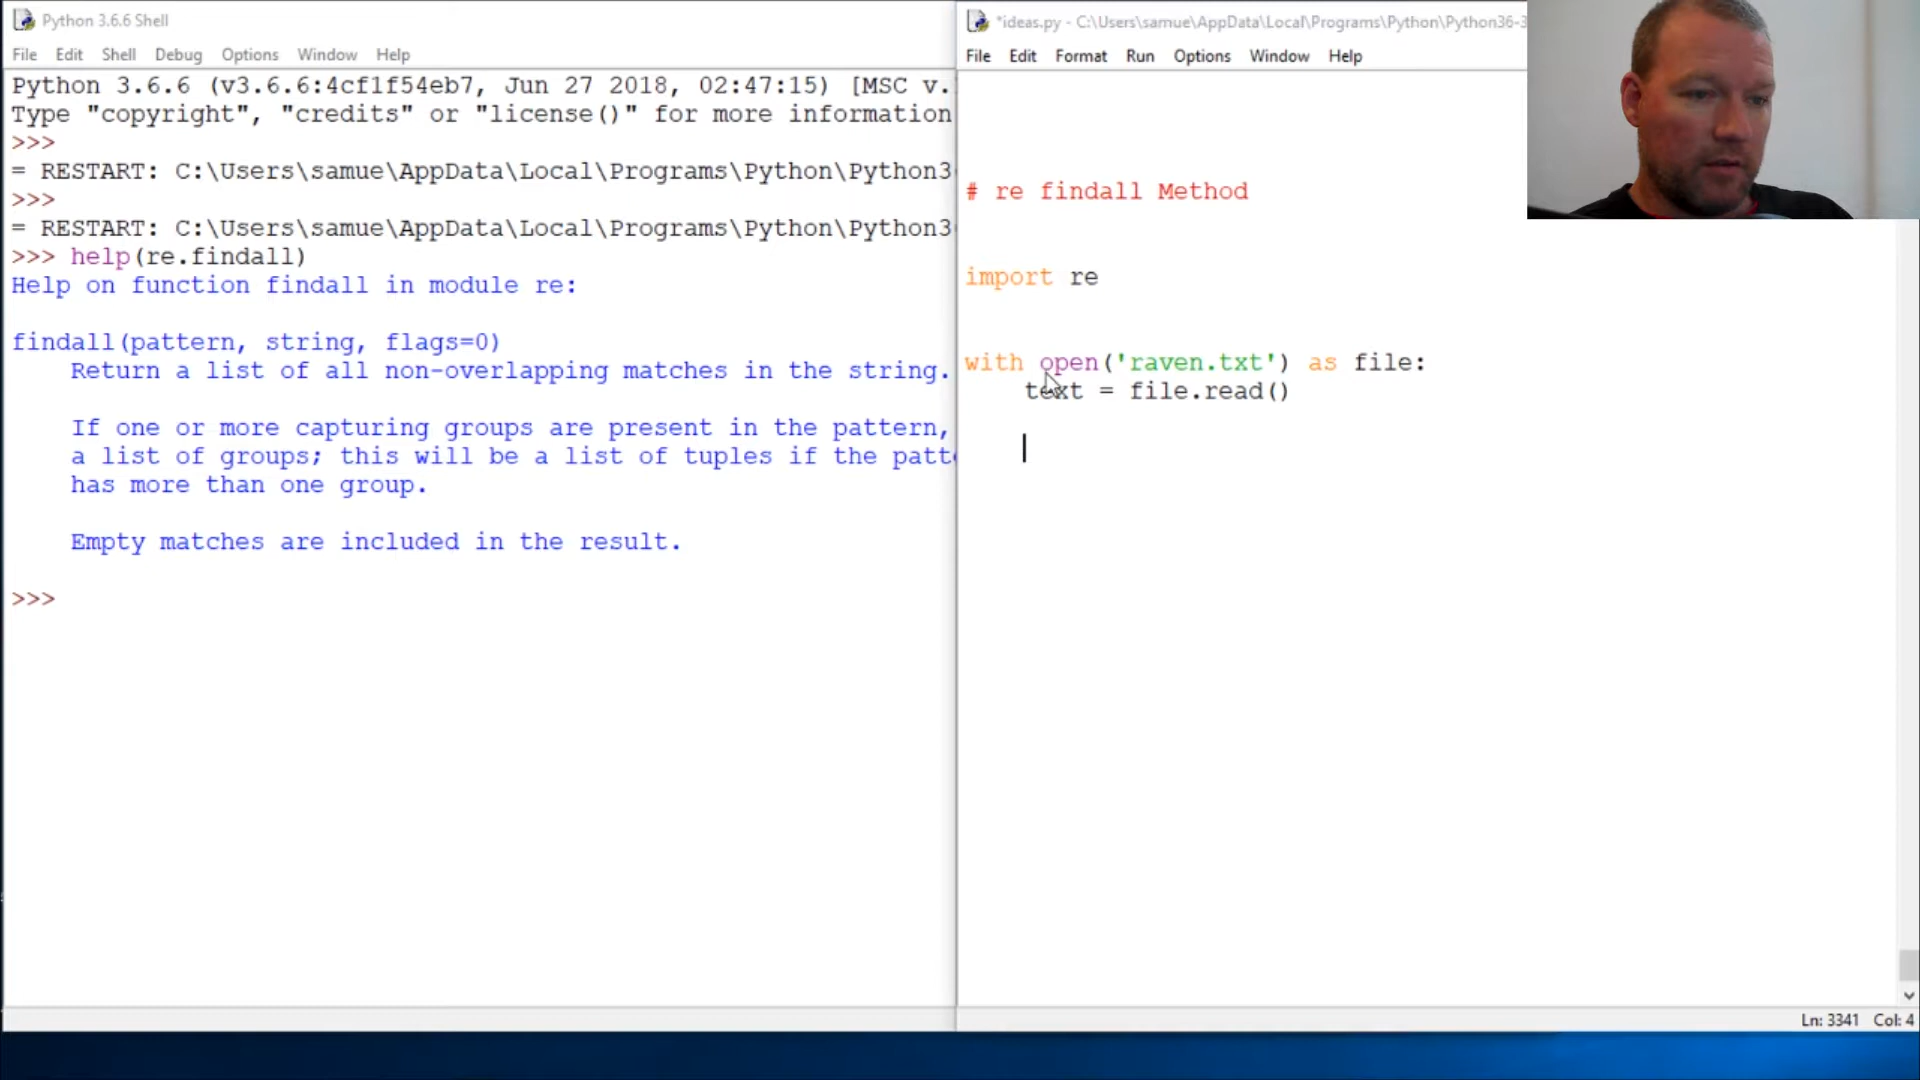 Python 3.6.6 Shell
File Edit Shell Debug Options Window Help
Python 3.6.6 (v3.6.6:4cf1f54eb7, Jun 27 2018, 02:47:15) [MSC v.
Type "copyright", "credits" or "license()" for more information
>>>
= RESTART: C:\Users\samue\AppData\Local\Programs\Python\Python3
>>>
= RESTART: C:\Users\samue\AppData\Local\Programs\Python\Python3
>>> help(re.findall)
Help on function findall in module re:
findall(pattern, string, flags=0)
Return a list of all non-overlapping matches in the string.
If one or more capturing groups are present in the pattern,
a list of groups; this will be a list of tuples if the patt
has more than one group.
Empty matches are included in the result.
>>>
*ideas.py - C:\Users\samue\AppData\Local\Programs\Python\Python36-3
File Edit Format Run Options Window Help
# re findall Method
import re
with open('raven.txt') as file:
text = file.read()
Ln: 3341 Col: 4